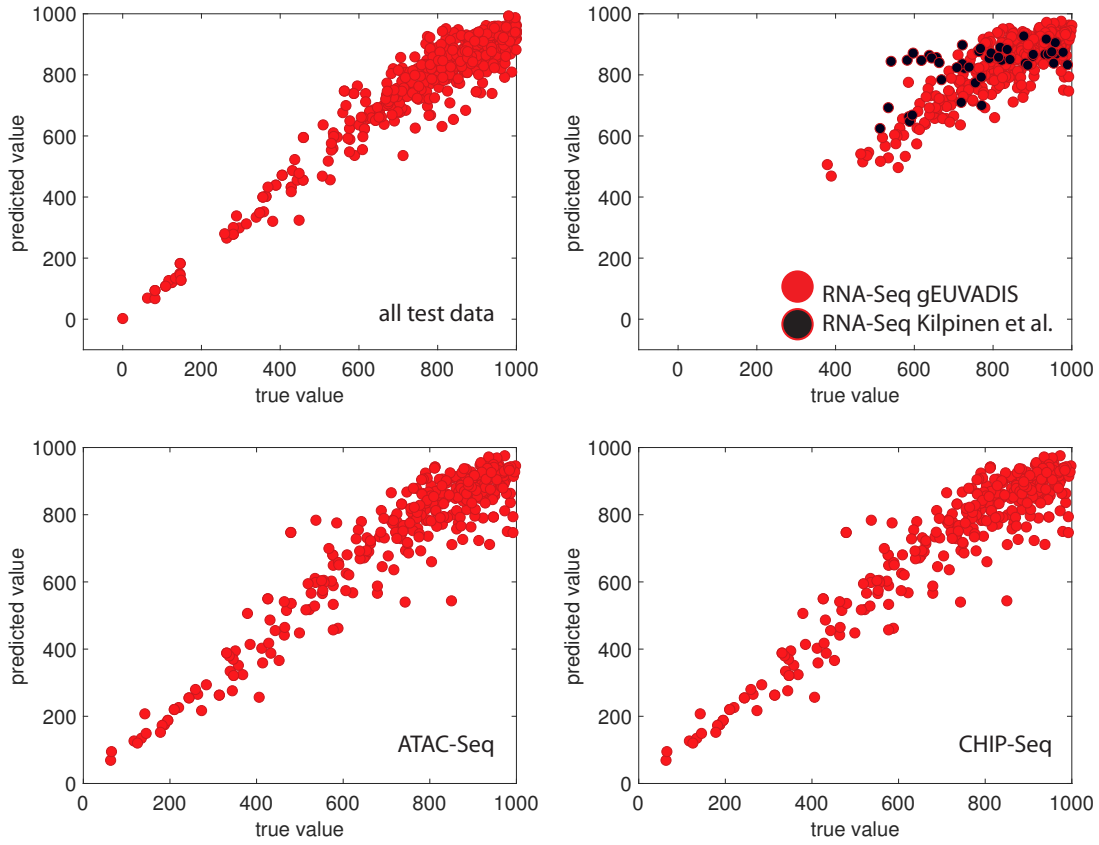 1000
800
600
400
200
0
predicted value
all test data
0 200 400 600 800 1000
true value
1000
800
600
400
200
0
predicted value
RNA-Seq gEUVADIS
RNA-Seq Kilpinen et al.
0 200 400 600 800 1000
true value
1000
800
600
400
200
0
predicted value
ATAC-Seq
0 200 400 600 800 1000
true value
1000
800
600
400
200
0
predicted value
CHIP-Seq
0 200 400 600 800 1000
true value